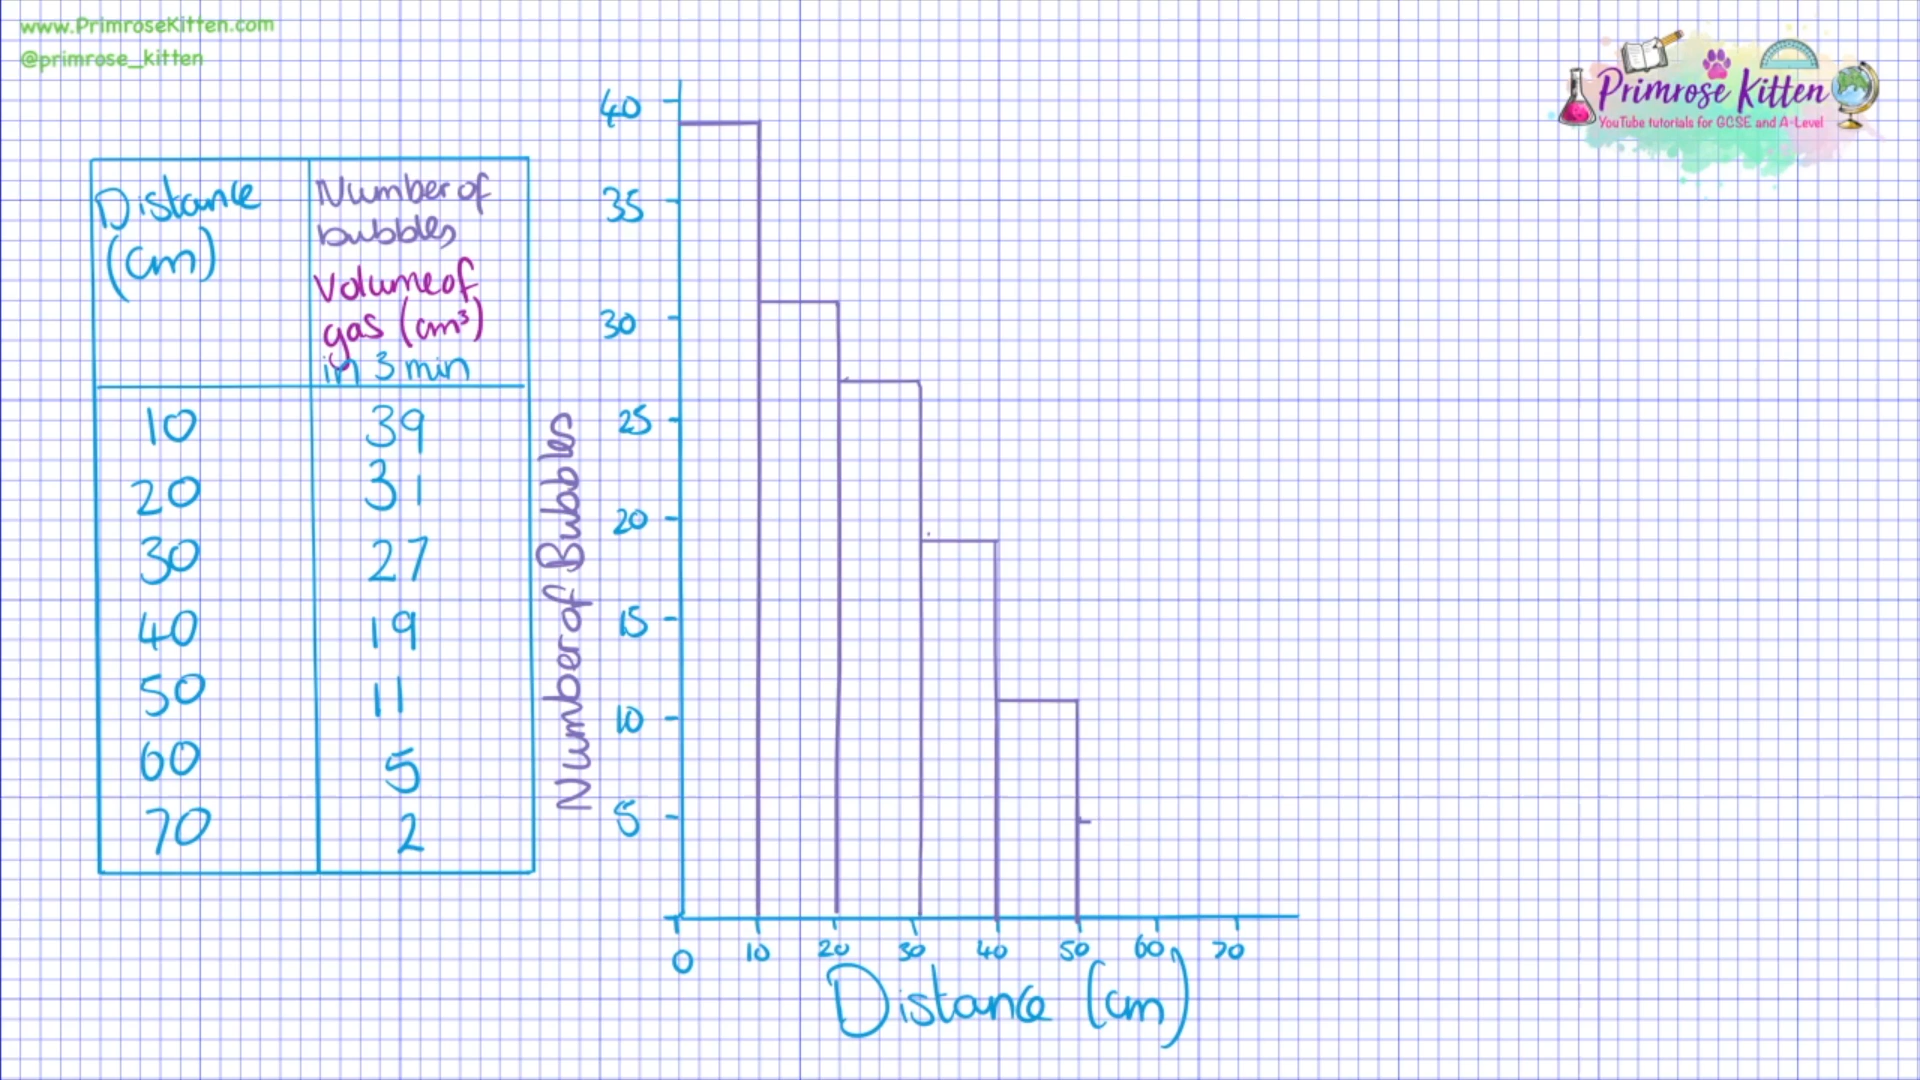 www.PrimroseKitten.com
@primrose_kitten
Primrose Kitten
YouTube tutorials for GCSE and A-Level
Distance
(cm)
Number of
bubbles
Volume of
gas (cm³)
in 3 min
10 39
20 31
30 27
40 19
50 11
60 5
70 2
Number of Bubbles
40
35
30
25
20
15
10
5
0 10 20 30 40 50 60 70
Distance (cm)